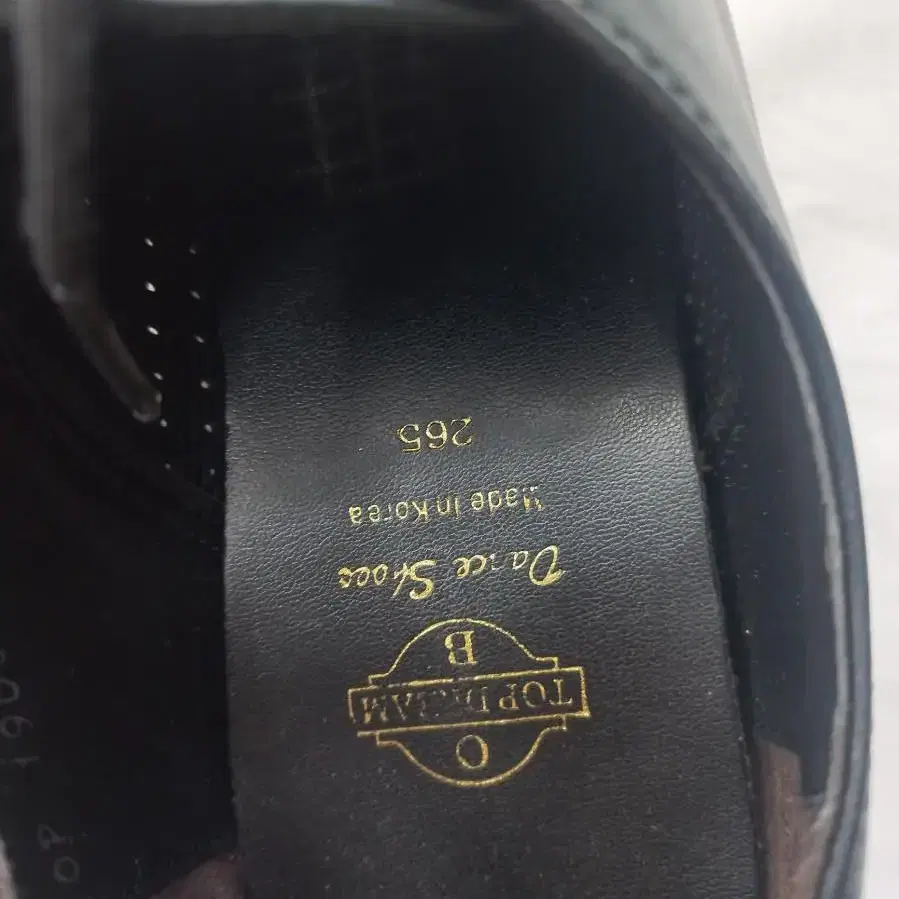 O
TOP DREAM
B
Dance Shoes
Made in Korea
265